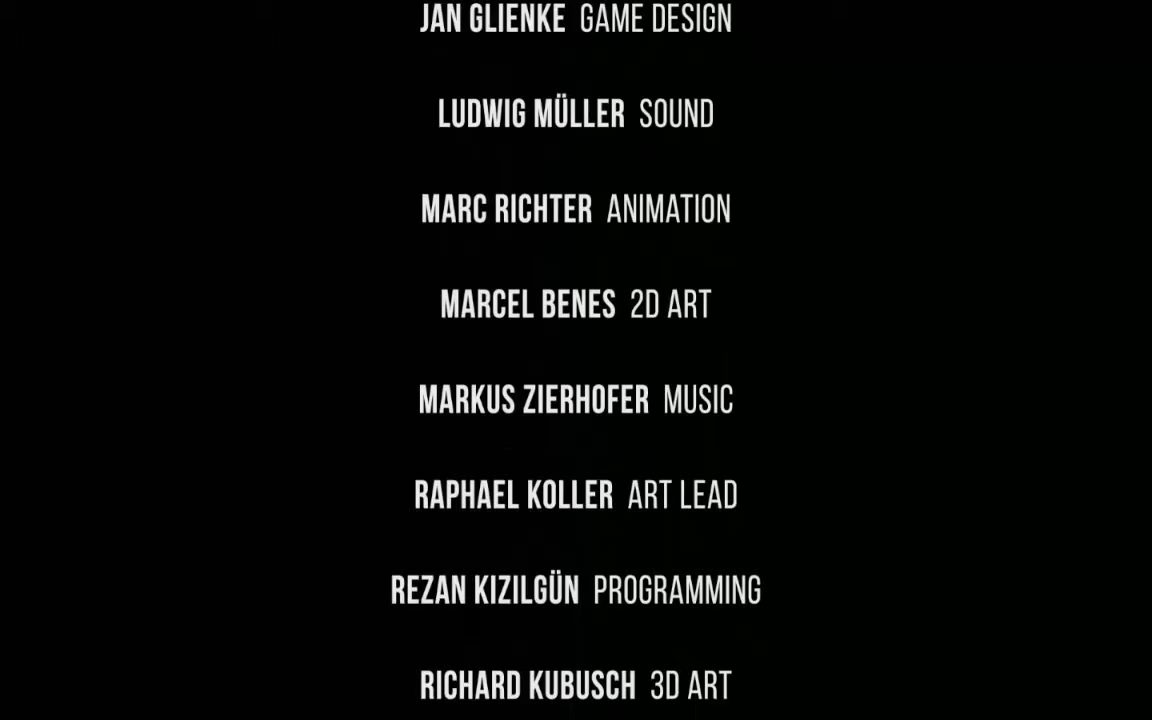 JAN GLIENKE GAME DESIGN
LUDWIG MÜLLER SOUND
MARC RICHTER ANIMATION
MARCEL BENES 2D ART
MARKUS ZIERHOFER MUSIC
RAPHAEL KOLLER ART LEAD
REZAN KIZILGÜN PROGRAMMING
RICHARD KUBUSCH 3D ART